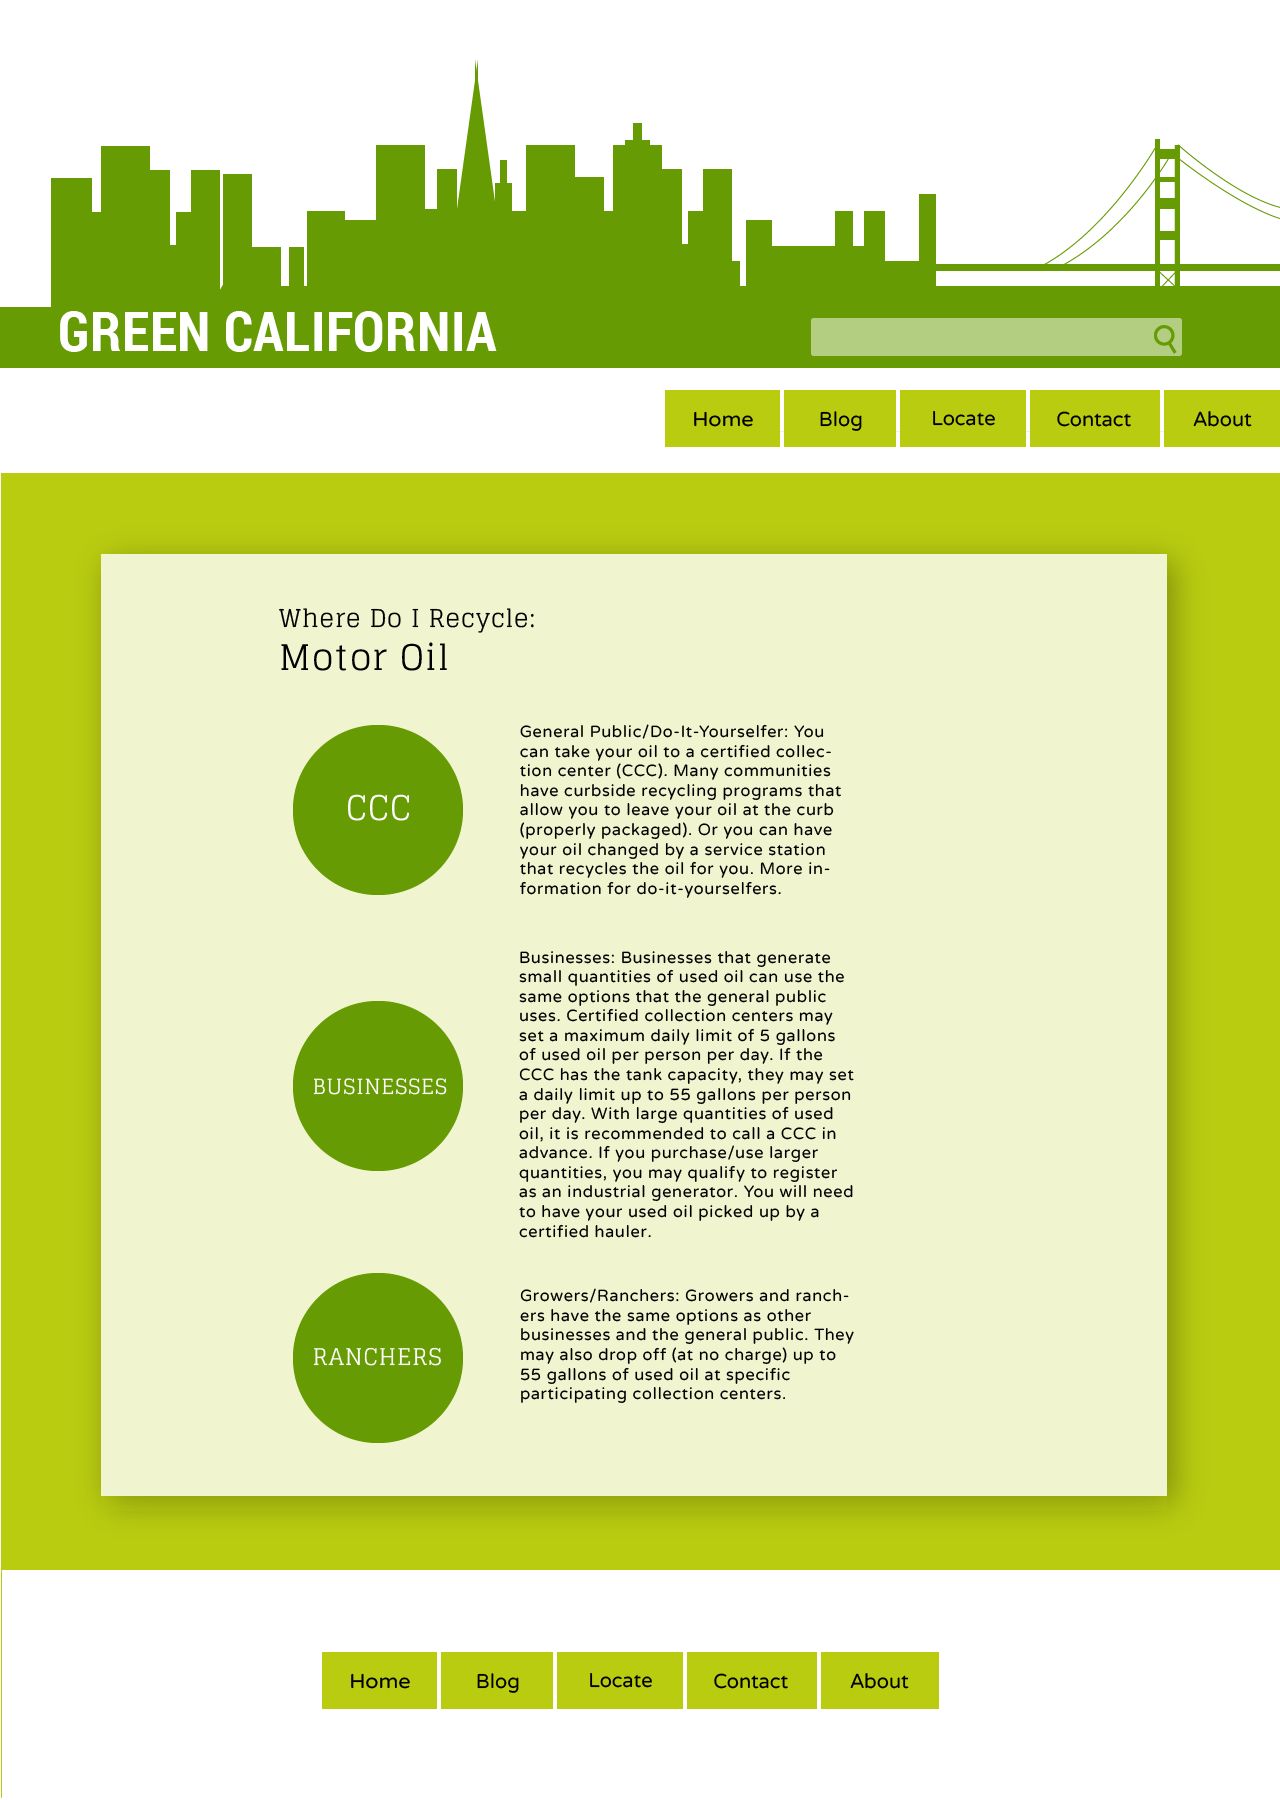 GREEN CALIFORNIA
Home
Blog
Locate
Contact
About
Where Do I Recycle:
Motor Oil
CCC
General Public/Do-It-Yourselfer: You
can take your oil to a certified collec-
tion center (CCC). Many communities
have curbside recycling programs that
allow you to leave your oil at the curb
(properly packaged). Or you can have
your oil changed by a service station
that recycles the oil for you. More in-
formation for do-it-yourselfers.
BUSINESSES
Businesses: Businesses that generate
small quantities of used oil can use the
same options that the general public
uses. Certified collection centers may
set a maximum daily limit of 5 gallons
of used oil per person per day. If the
CCC has the tank capacity, they may set
a daily limit up to 55 gallons per person
per day. With large quantities of used
oil, it is recommended to call a CCC in
advance. If you purchase/use larger
quantities, you may qualify to register
as an industrial generator. You will need
to have your used oil picked up by a
certified hauler.
RANCHERS
Growers/Ranchers: Growers and ranch-
ers have the same options as other
businesses and the general public. They
may also drop off (at no charge) up to
55 gallons of used oil at specific
participating collection centers.
Home
Blog
Locate
Contact
About